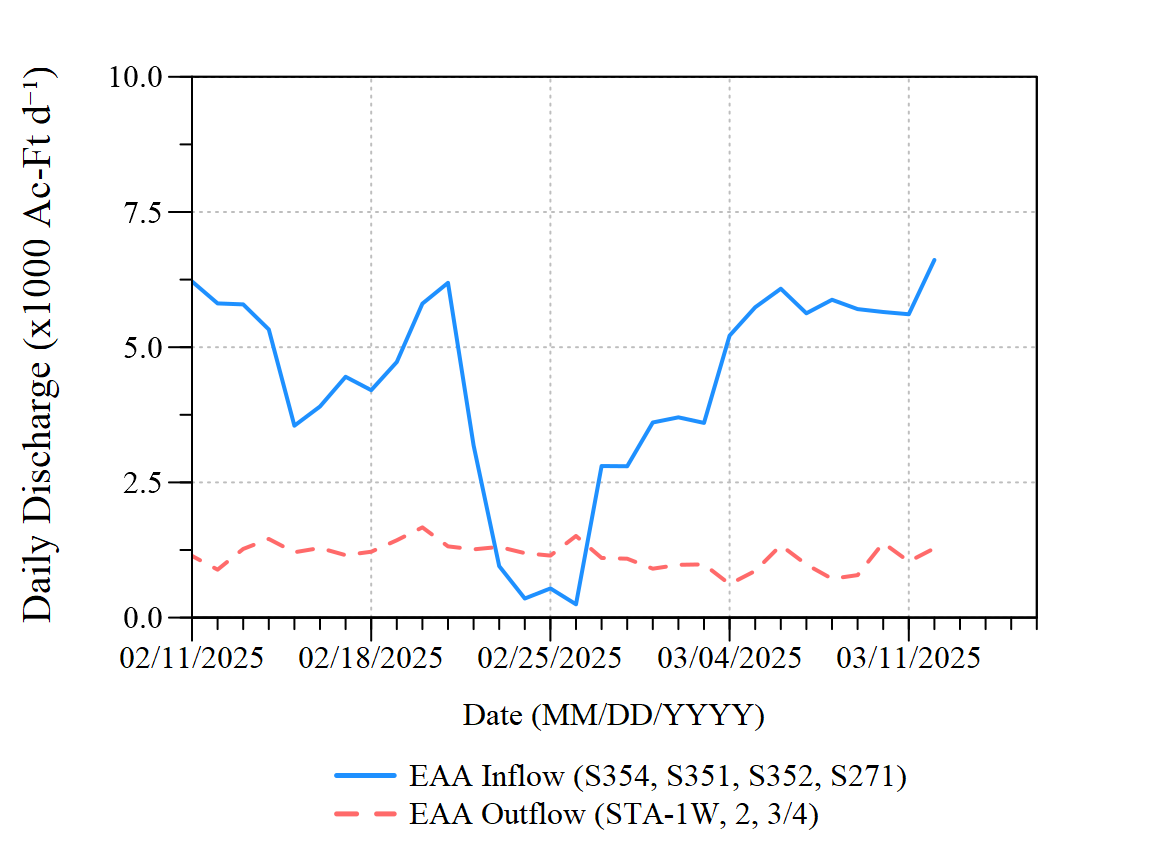 Daily Discharge (x1000 Ac-Ft d⁻¹)
10.0
7.5
5.0
2.5
0.0
02/11/2025 02/18/2025 02/25/2025 03/04/2025 03/11/2025
Date (MM/DD/YYYY)
EAA Inflow (S354, S351, S352, S271)
EAA Outflow (STA-1W, 2, 3/4)